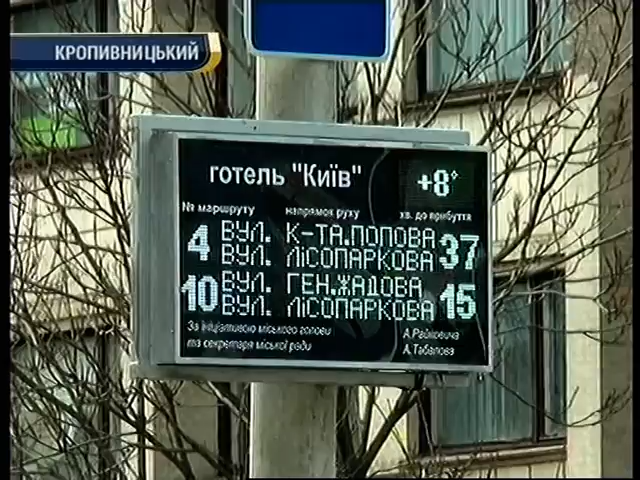 КРОПИВНИЦЬКИЙ
готель "Київ" +8°
№ маршруту напрямок руху хв. до прибуття
4 ВУЛ. К-ТА.ПОПОВА 37
ВУЛ. ЛІСОПАРКОВА
10 ВУЛ. ГЕН.ЖАДОВА 15
ВУЛ. ЛІСОПАРКОВА
За ініціативою міського голови А.Райковича
та секретаря міської ради А.Табалова